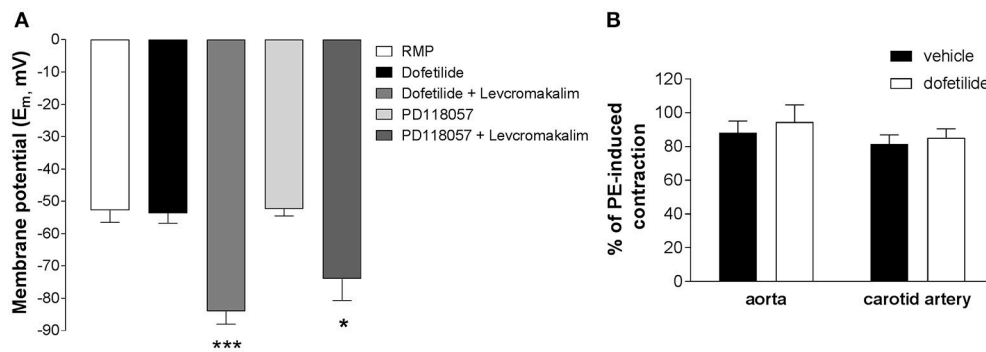 A
Membrane potential (Em, mV)
0
-10
-20
-30
-40
-50
-60
-70
-80
-90
***
*
RMP
Dofetilide
Dofetilide + Levcromakalim
PD118057
PD118057 + Levcromakalim
B
vehicle
dofetilide
% of PE-induced
contraction
120
100
80
60
40
20
0
aorta
carotid artery